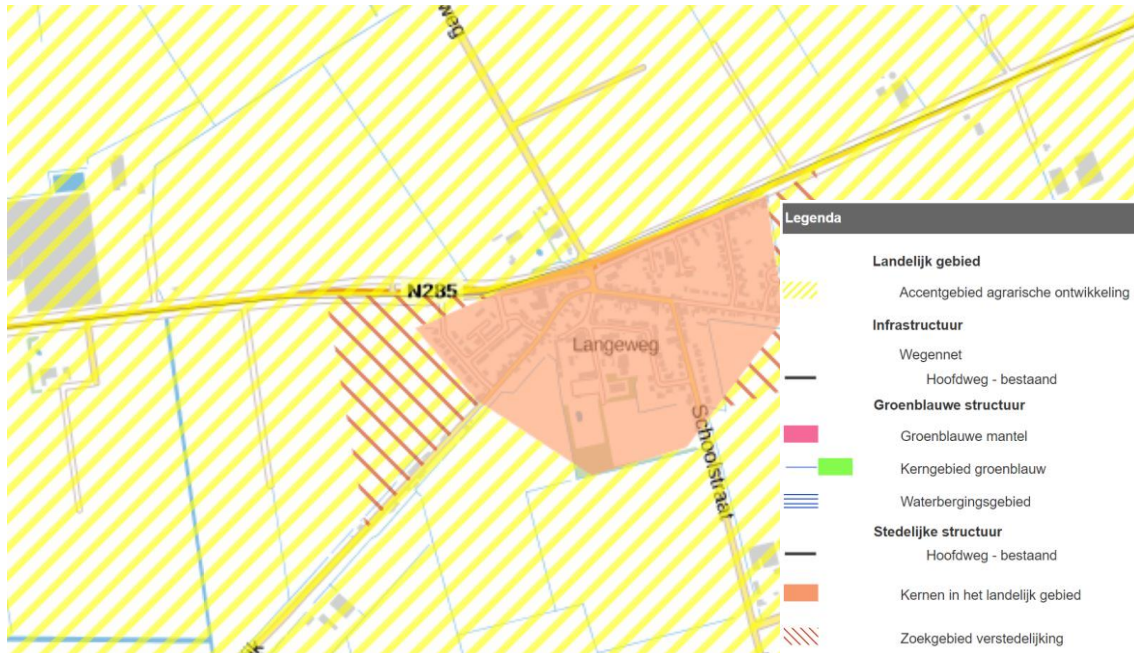 weg
N285
Langeweg
Schoolstraat
Legenda
Landelijk gebied
Accentgebied agrarische ontwikkeling
Infrastructuur
Wegennet
Hoofdweg - bestaand
Groenblauwe structuur
Groenblauwe mantel
Kerngebied groenblauw
Waterbergingsgebied
Stedelijke structuur
Hoofdweg - bestaand
Kernen in het landelijk gebied
Zoekgebied verstedelijking